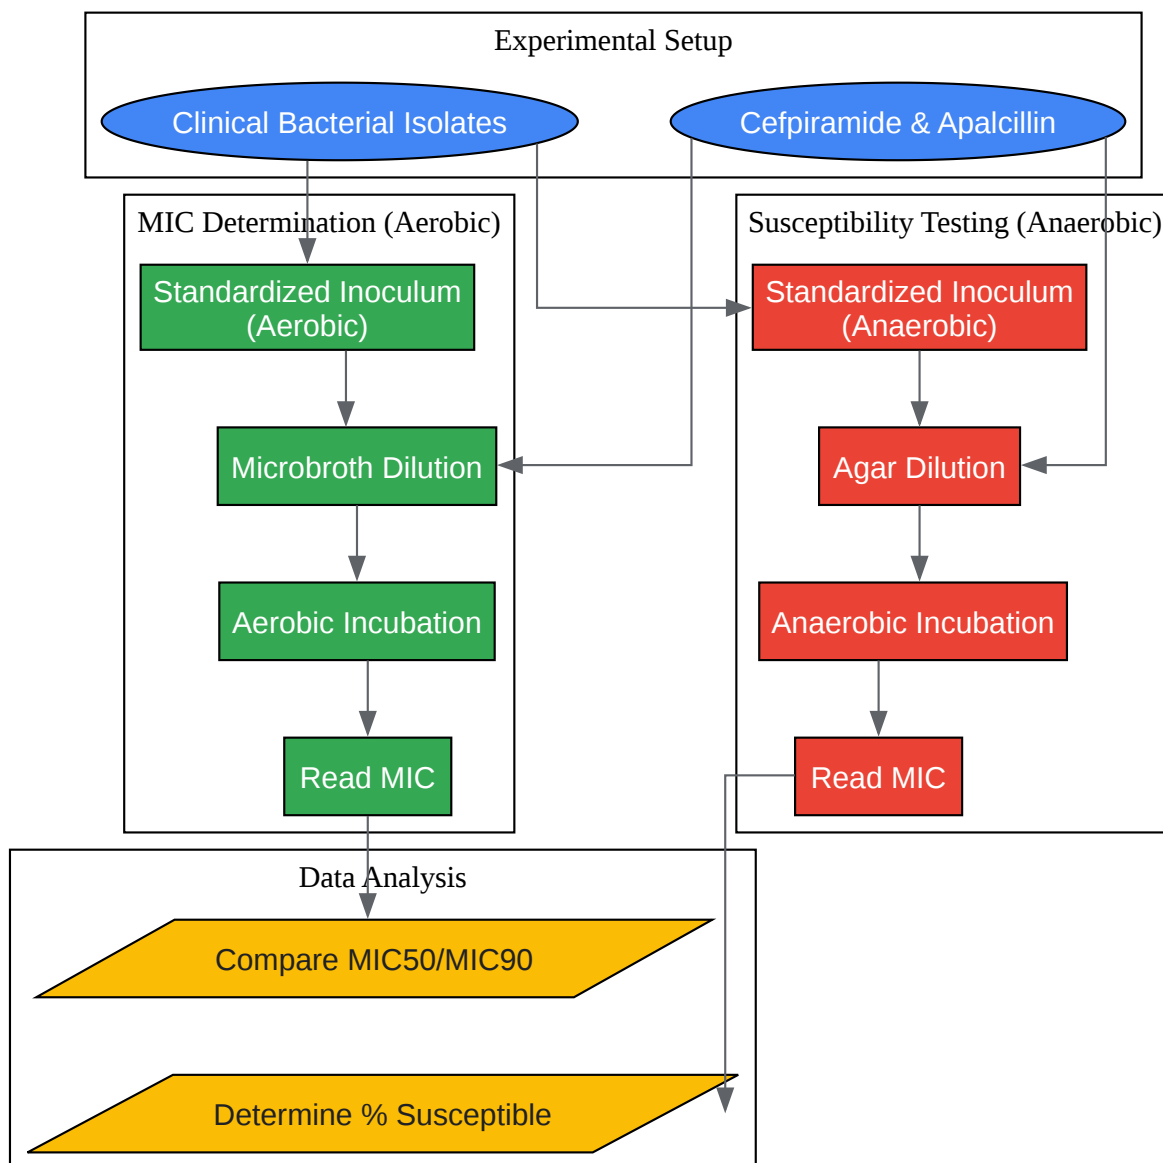 Experimental Setup
Clinical Bacterial Isolates
Cefpiramide & Apalcillin
MIC Determination (Aerobic)
Standardized Inoculum
(Aerobic)
Microbroth Dilution
Aerobic Incubation
Read MIC
Susceptibility Testing (Anaerobic)
Standardized Inoculum
(Anaerobic)
Agar Dilution
Anaerobic Incubation
Read MIC
Data Analysis
Compare MIC50/MIC90
Determine % Susceptible